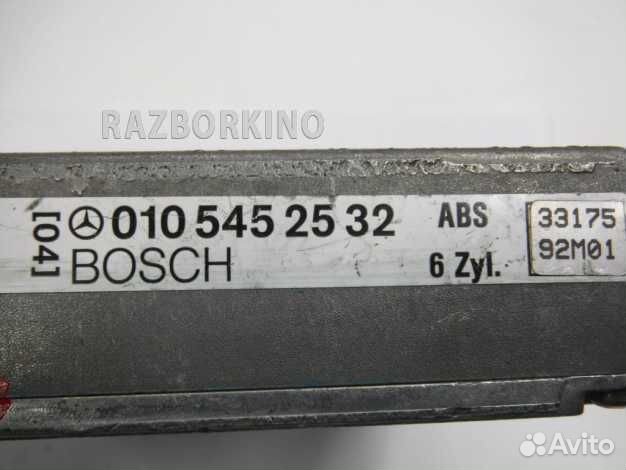 RAZBORKINO
[04]
010 545 25 32 ABS 33175
BOSCH 6 Zyl. 92M01
Avito